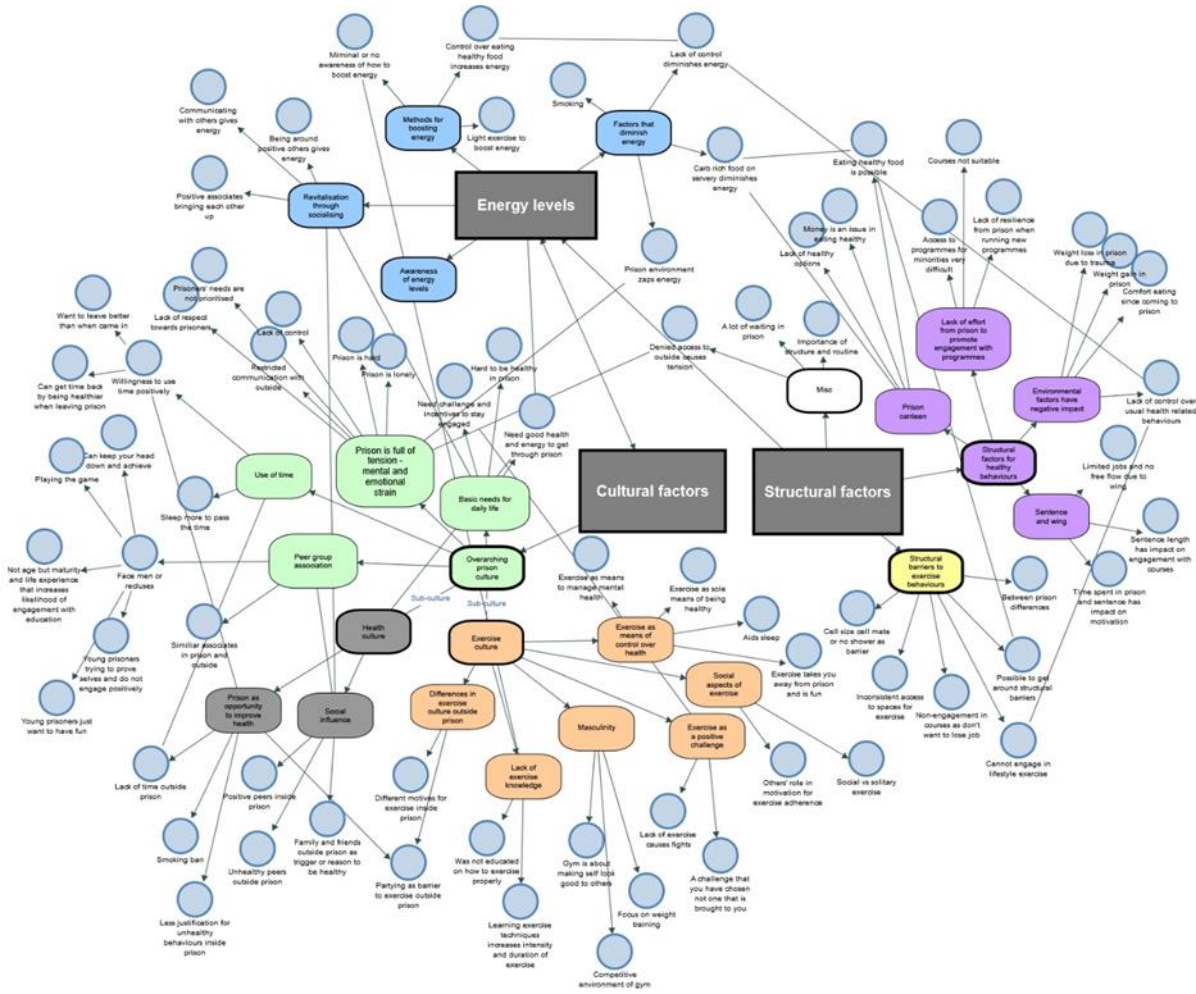 Miminal or no
awareness of how to
boost energy
Control over eating
healthy food
increases energy
Lack of control
diminishes energy
Smoking
Communicating
with others gives
energy
Being around
positive others gives
energy
Methods for
boosting
energy
Light exercise to
boost energy
Factors that
diminish
energy
Carb rich food on
servery diminishes
energy
Eating healthy food
is possible
Courses not suitable
Positive associates
bringing each other
up
Revitalisation
through
socialising
Energy levels
Awareness
of energy
levels
Prison environment
zaps energy
Money is an issue in
eating healthy
Lack of healthy
options
Access to
programmes for
minorities very
difficult
Lack of resilience
from prison when
running new
programmes
Weight loss in prison
due to trauma
Weight gain in
prison
Comfort eating
since coming to
prison
Prisoners' needs are
not prioritised
Want to leave better
than when came in
Lack of respect
towards prisoners
Lack of control
Restricted
communication with
outside
Prison is hard
Prison is lonely
Hard to be healthy
in prison
Denied access to
outside causes
tension
A lot of waiting in
prison
Importance of
structure and routine
Misc
Lack of effort
from prison to
promote
engagement with
programmes
Prison
canteen
Environmental
factors have
negative impact
Lack of control over
usual health related
behaviours
Can get time back
by being healthier
when leaving prison
Willingness to use
time positively
Need challenge and
incentives to stay
engaged
Need good health
and energy to get
through prison
Can keep your head
down and achieve
Playing the game
Use of time
Prison is full of
tension -
mental and
emotional
strain
Basic needs for
daily life
Cultural factors
Structural factors
Structural
factors for
healthy
behaviours
Limited jobs and no
free flow due to
wing
Sentence
and wing
Sentence length
has impact on
engagement with
courses
Sleep more to pass
the time
Not age but maturity
and life experience
that increases
likelihood of
engagement with
education
Face men or
recluses
Peer group
association
Overarching
prison
culture
Sub-culture
Sub-culture
Structural
barriers to
exercise
behaviours
Between prison
differences
Time spent in prison
and sentence has
impact on
motivation
Exercise as means
to manage mental
health
Exercise as sole
means of being
healthy
Aids sleep
Cell size cell mate
or no shower as
barrier
Health
culture
Exercise
culture
Exercise as
means of
control over
health
Exercise takes you
away from prison
and is fun
Young prisoners
trying to prove
selves and do not
engage positively
Similiar associates
in prison and
outside
Young prisoners just
want to have fun
Prison as
opportunity
to improve
health
Social
influence
Differences in
exercise
culture outside
prison
Masculinity
Social
aspects of
exercise
Exercise as
a positive
challenge
Inconsistent access
to spaces for
exercise
Non-engagement in
courses as don't
want to lose job
Possible to get
around structural
barriers
Cannot engage in
lifestyle exercise
Lack of
exercise
knowledge
Lack of time outside
prison
Positive peers inside
prison
Different motives for
exercise inside
prison
Others' role in
motivation for
exercise adherence
Social vs solitary
exercise
Smoking ban
Unhealthy peers
outside prison
Family and friends
outside prison as
trigger or reason to
be healthy
Partying as barrier
to exercise outside
prison
Was not educated
on how to exercise
properly
Gym is about
making self look
good to others
Lack of exercise
causes fights
A challenge that
you have chosen
not one that is
brought to you
Less justification for
unhealthy
behaviours inside
prison
Learning exercise
techniques
increases intensity
and duration of
exercise
Focus on weight
training
Competitive
environment of gym